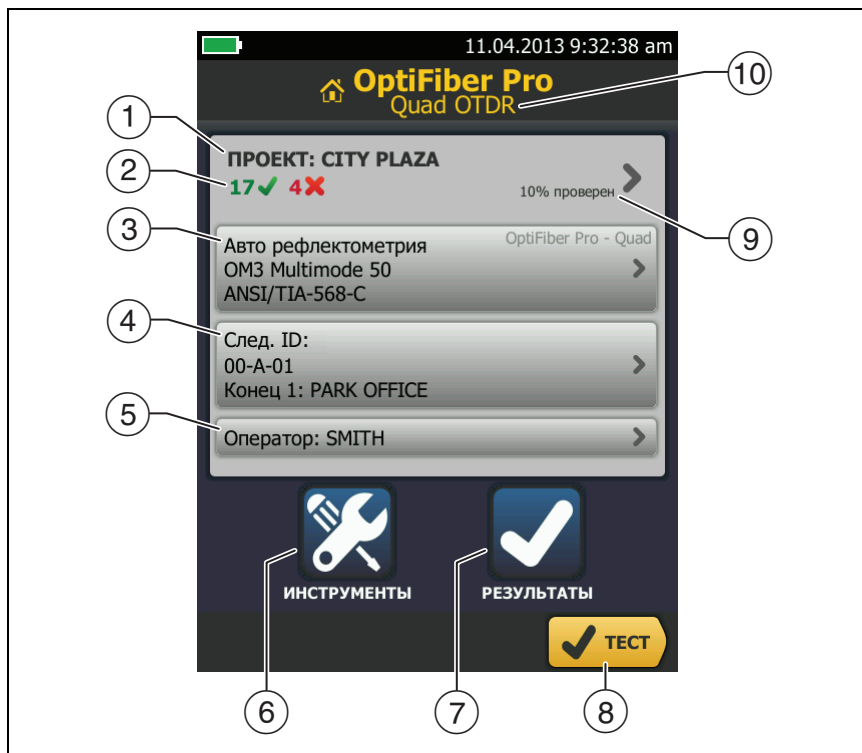 11.04.2013 9:32:38 am
OptiFiber Pro
Quad OTDR
10
1
ПРОЕКТ: CITY PLAZA
2
17 4
10% проверен
9
3
Авто рефлектометрия
OptiFiber Pro - Quad
OM3 Multimode 50
ANSI/TIA-568-C
4
След. ID:
00-A-01
Конец 1: PARK OFFICE
5
Оператор: SMITH
ИНСТРУМЕНТЫ
РЕЗУЛЬТАТЫ
ТЕСТ
6
7
8